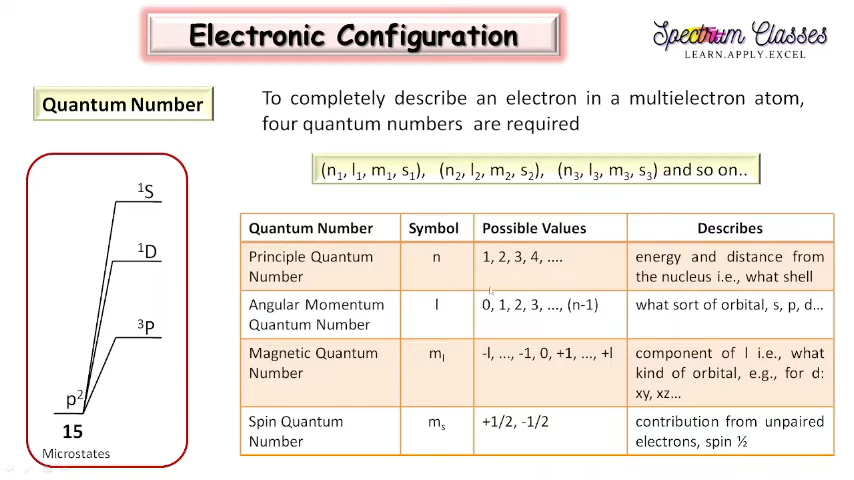 Electronic Configuration
Spectrum Classes
LEARN.APPLY.EXCEL
Quantum Number
To completely describe an electron in a multielectron atom,
four quantum numbers are required
(n₁, l₁, m₁, s₁), (n₂, l₂, m₂, s₂), (n₃, l₃, m₃, s₃) and so on..
¹S
¹D
³P
p²
15
Microstates
Quantum Number Symbol Possible Values Describes
Principle Quantum n 1, 2, 3, 4, .... energy and distance from
Number the nucleus i.e., what shell
Angular Momentum l 0, 1, 2, 3, ..., (n-1) what sort of orbital, s, p, d...
Quantum Number
Magnetic Quantum mₗ -l, ..., -1, 0, +1, ..., +l component of l i.e., what
Number kind of orbital, e.g., for d:
xy, xz...
Spin Quantum mₛ +1/2, -1/2 contribution from unpaired
Number electrons, spin ½